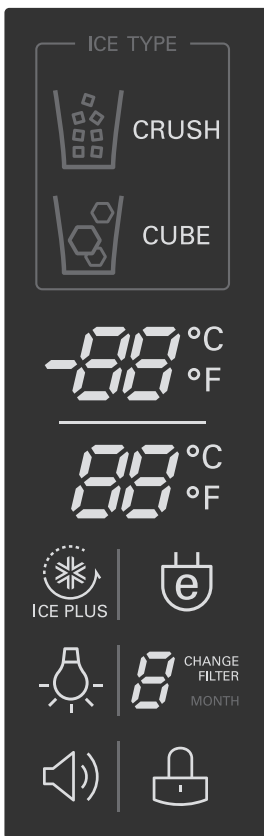 ICE TYPE
CRUSH
CUBE
-88 °C
°F
88 °C
°F
ICE PLUS
e
8 CHANGE
FILTER
MONTH